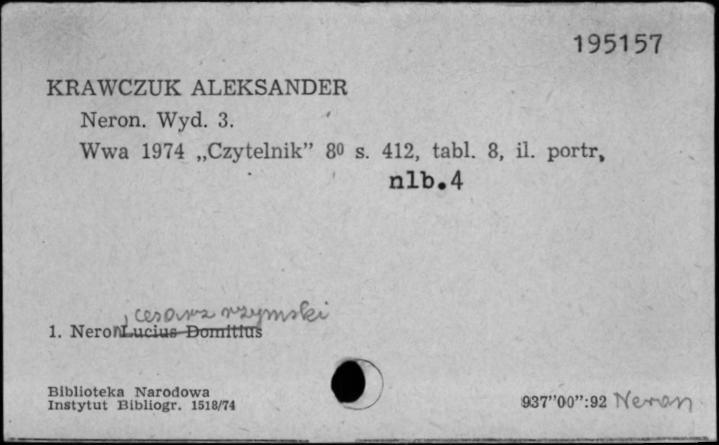 195157
KRAWCZUK ALEKSANDER
Neron. Wyd. 3.
Wwa 1974 „Czytelnik” 8⁰ s. 412, tabl. 8, il. portr,
nlb.4
, cesarz rzymski
1. Neron Lucius Domitius
Biblioteka Narodowa
Instytut Bibliogr. 1518/74
937”00”:92 Neron